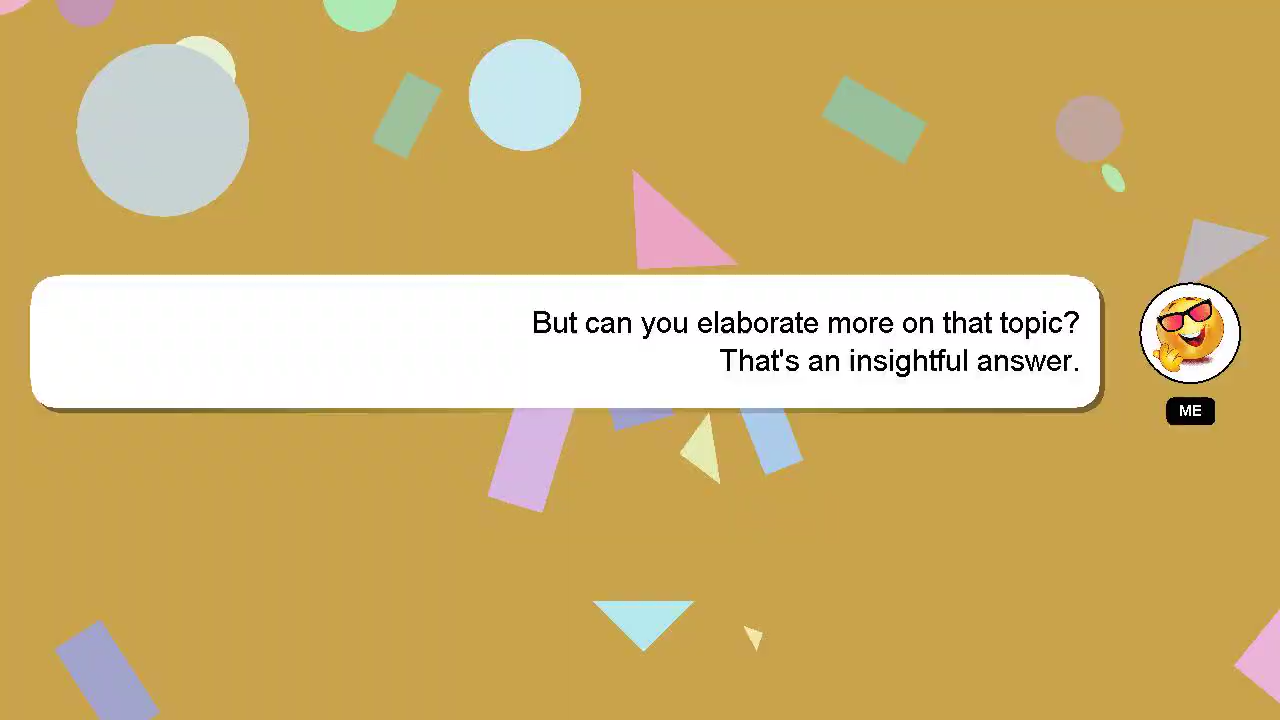 But can you elaborate more on that topic?
That's an insightful answer.
ME